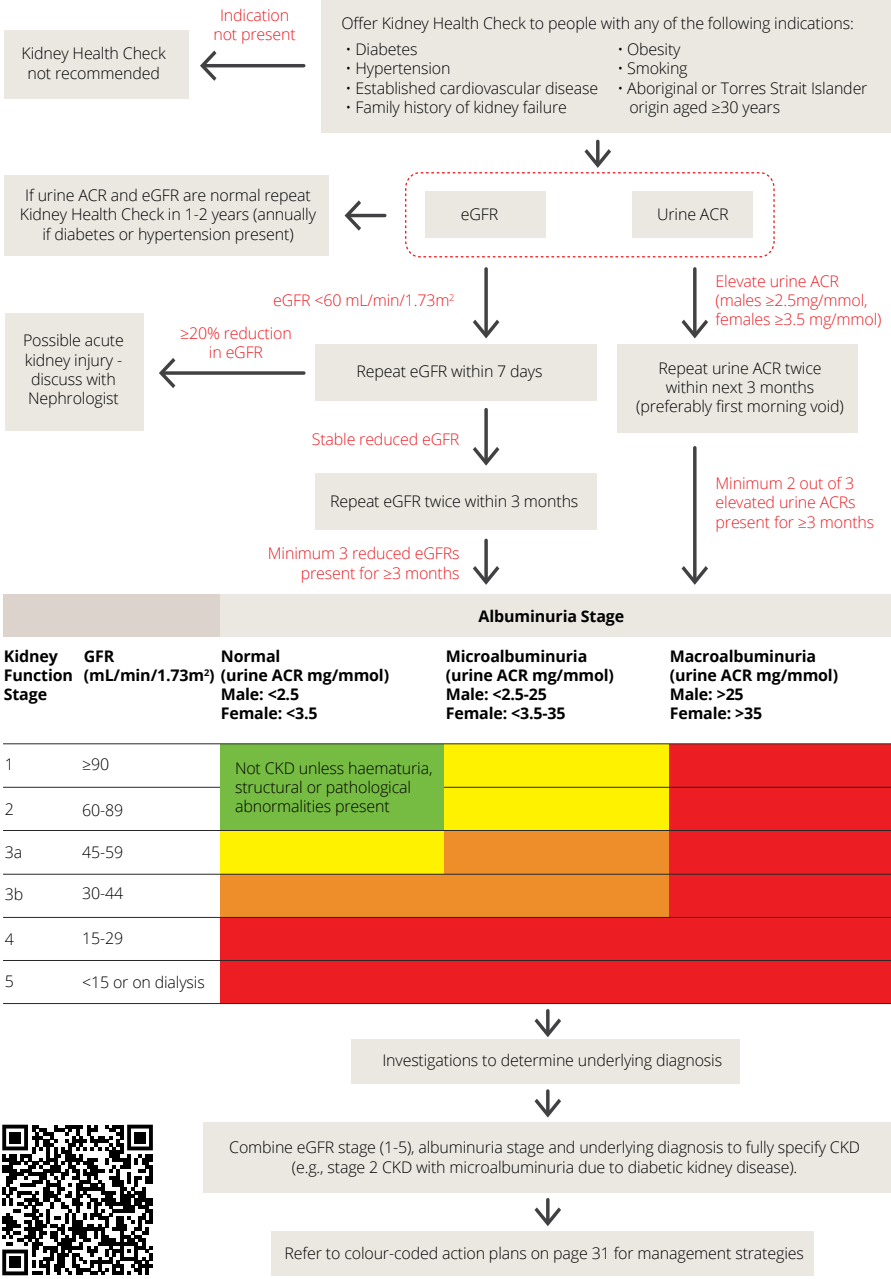 Indication
not present
Kidney Health Check
not recommended
Offer Kidney Health Check to people with any of the following indications:
• Diabetes
• Hypertension
• Established cardiovascular disease
• Family history of kidney failure
• Obesity
• Smoking
• Aboriginal or Torres Strait Islander
origin aged ≥30 years
If urine ACR and eGFR are normal repeat
Kidney Health Check in 1-2 years (annually
if diabetes or hypertension present)
eGFR
Urine ACR
eGFR <60 mL/min/1.73m²
Elevate urine ACR
(males ≥2.5mg/mmol,
females ≥3.5 mg/mmol)
Possible acute
kidney injury -
discuss with
Nephrologist
≥20% reduction
in eGFR
Repeat eGFR within 7 days
Repeat urine ACR twice
within next 3 months
(preferably first morning void)
Stable reduced eGFR
Repeat eGFR twice within 3 months
Minimum 2 out of 3
elevated urine ACRs
present for ≥3 months
Minimum 3 reduced eGFRs
present for ≥3 months
Albuminuria Stage
Kidney
Function
Stage
GFR
(mL/min/1.73m²)
Normal
(urine ACR mg/mmol)
Male: <2.5
Female: <3.5
Microalbuminuria
(urine ACR mg/mmol)
Male: <2.5-25
Female: <3.5-35
Macroalbuminuria
(urine ACR mg/mmol)
Male: >25
Female: >35
1 ≥90
Not CKD unless haematuria,
structural or pathological
abnormalities present
2 60-89
3a 45-59
3b 30-44
4 15-29
5 <15 or on dialysis
Investigations to determine underlying diagnosis
Combine eGFR stage (1-5), albuminuria stage and underlying diagnosis to fully specify CKD
(e.g., stage 2 CKD with microalbuminuria due to diabetic kidney disease).
Refer to colour-coded action plans on page 31 for management strategies